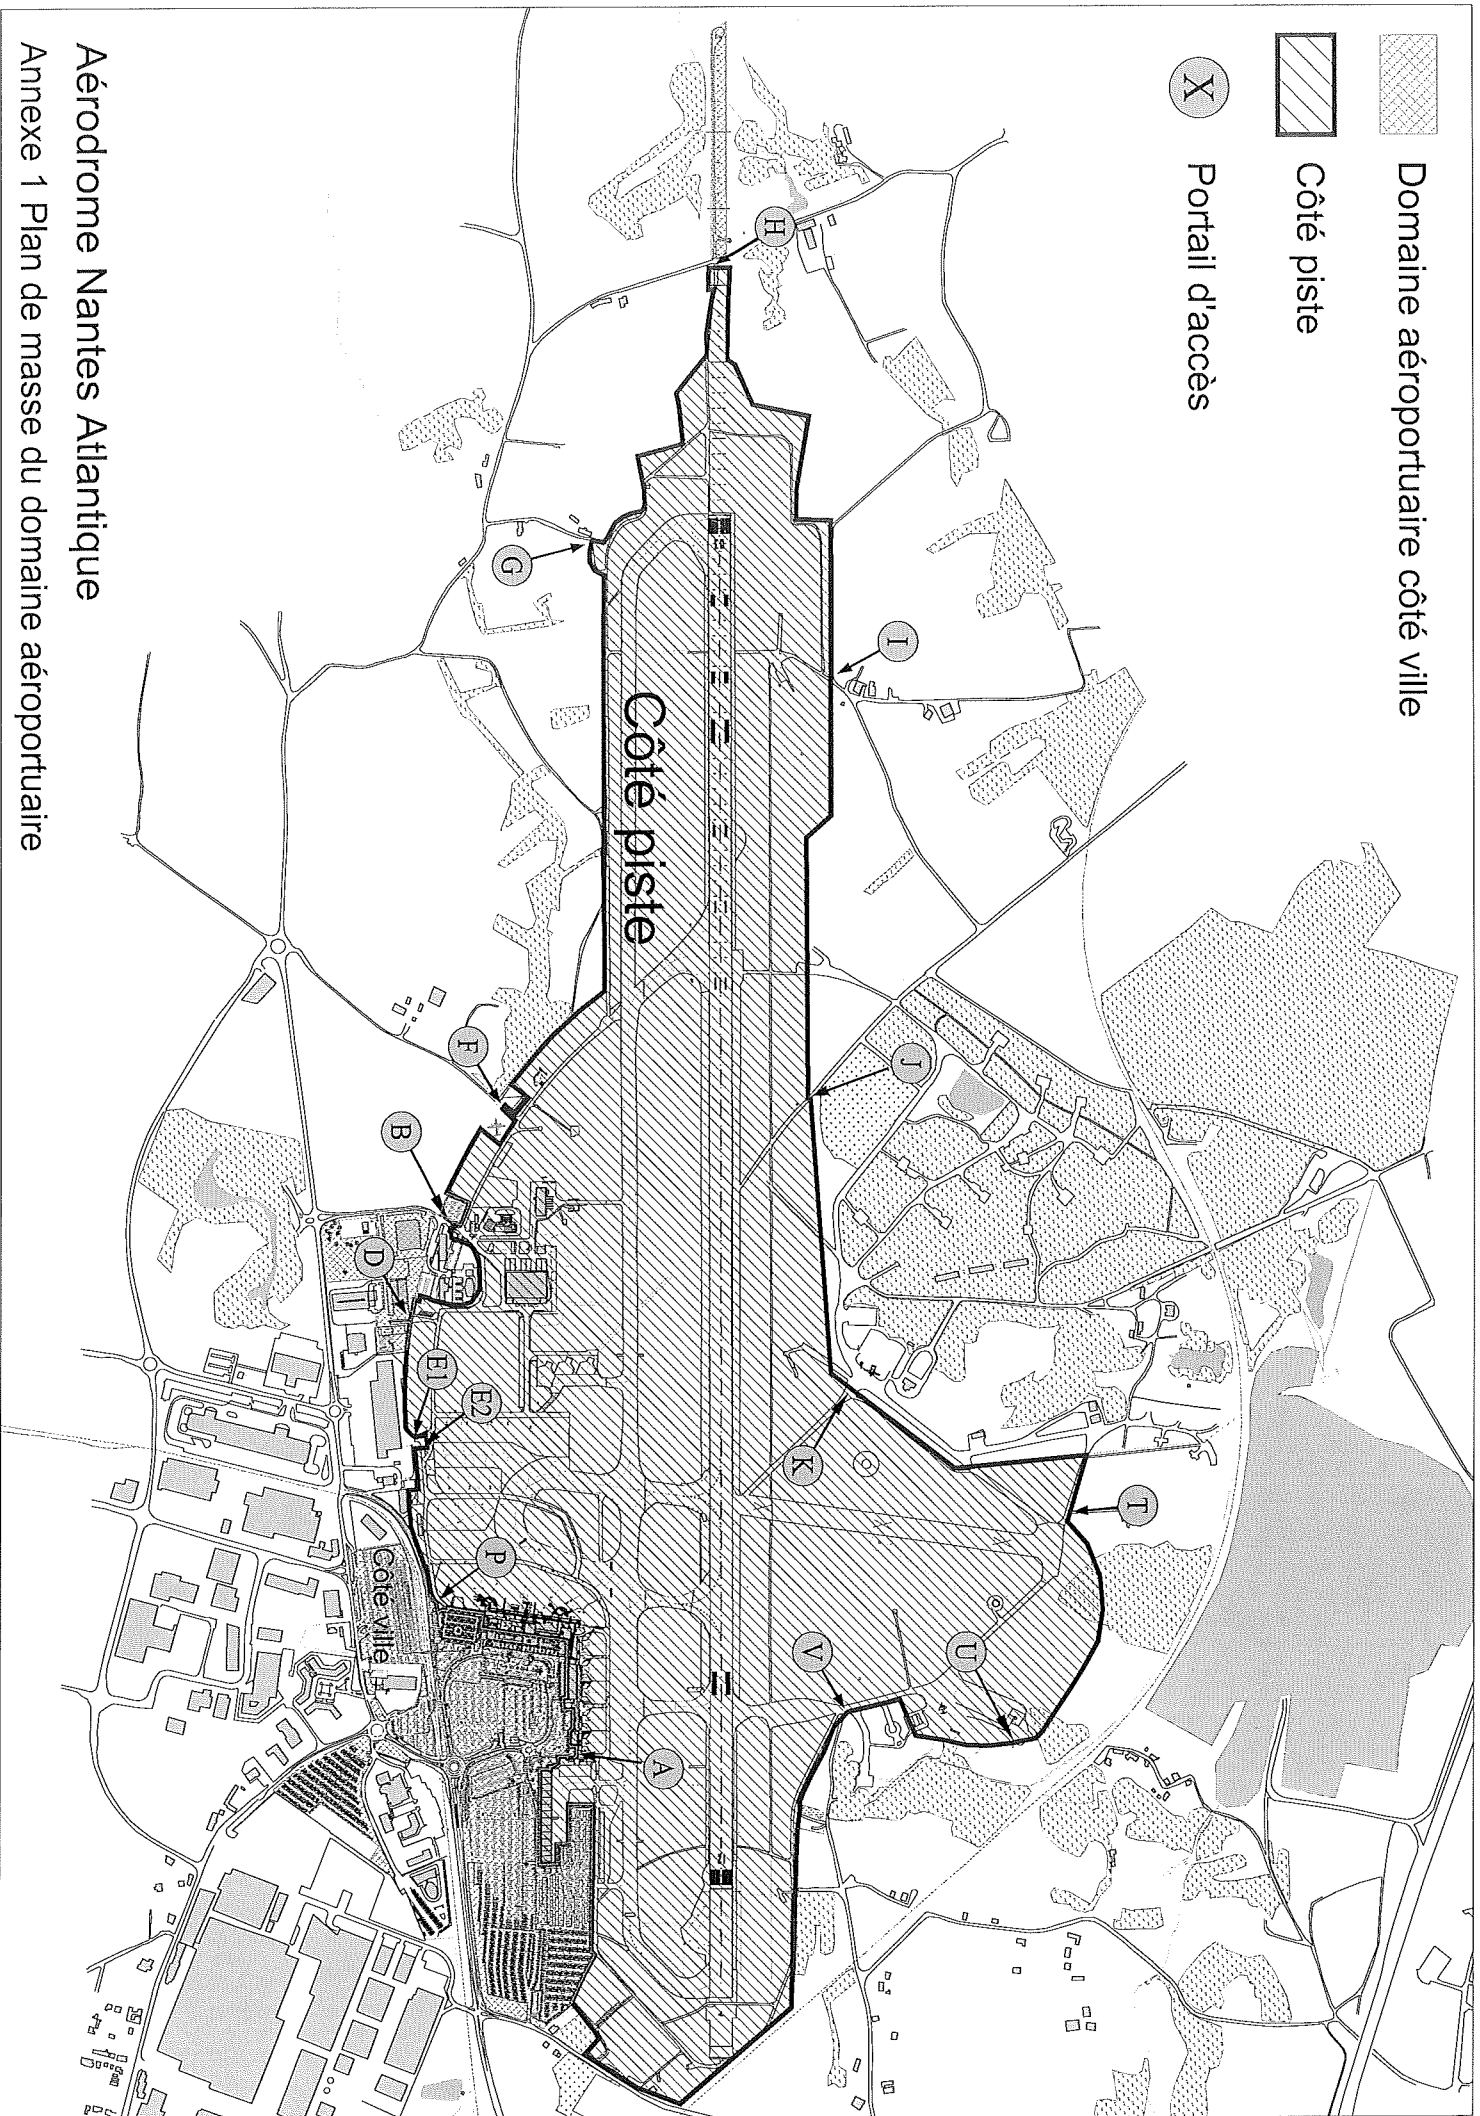 Domaine aéroportuaire côté ville
Côté piste
X Portail d'accès
H
I
G
Côté piste
J
F
B
D
E1
E2
K
T
P
V
U
Côté ville
A
Aérodrome Nantes Atlantique
Annexe 1 Plan de masse du domaine aéroportuaire